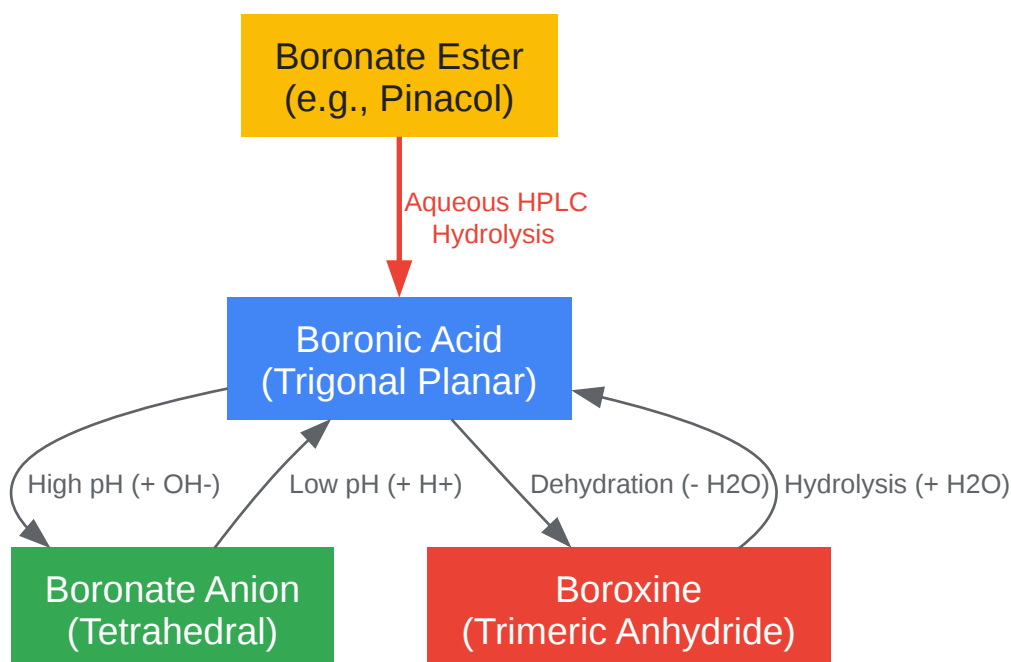 Boronate Ester
(e.g., Pinacol)
Aqueous HPLC
Hydrolysis
Boronic Acid
(Trigonal Planar)
High pH (+ OH-)
Low pH (+ H+)
Dehydration (- H2O)
Hydrolysis (+ H2O)
Boronate Anion
(Tetrahedral)
Boroxine
(Trimeric Anhydride)